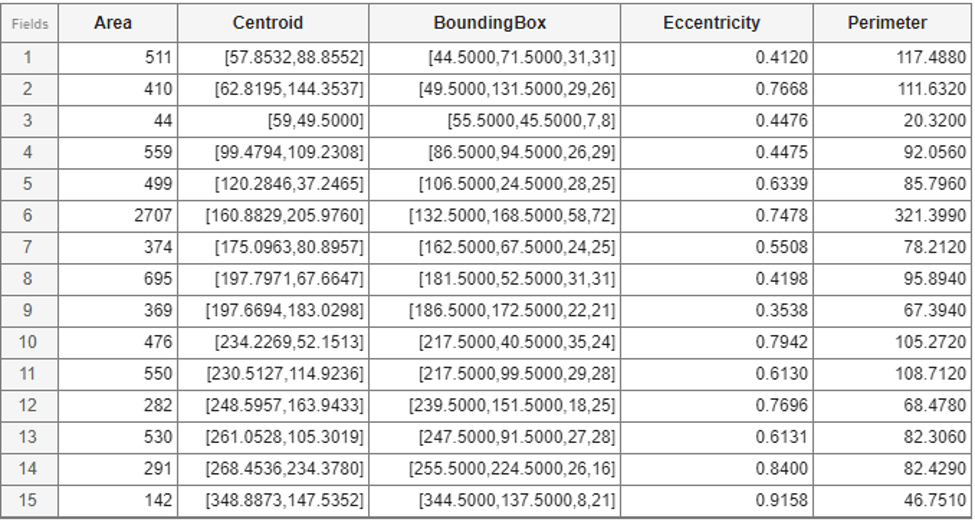 Fields Area Centroid BoundingBox Eccentricity Perimeter
1 511 [57.8532,88.8552] [44.5000,71.5000,31,31] 0.4120 117.4880
2 410 [62.8195,144.3537] [49.5000,131.5000,29,26] 0.7668 111.6320
3 44 [59,49.5000] [55.5000,45.5000,7,8] 0.4476 20.3200
4 559 [99.4794,109.2308] [86.5000,94.5000,26,29] 0.4475 92.0560
5 499 [120.2846,37.2465] [106.5000,24.5000,28,25] 0.6339 85.7960
6 2707 [160.8829,205.9760] [132.5000,168.5000,58,72] 0.7478 321.3990
7 374 [175.0963,80.8957] [162.5000,67.5000,24,25] 0.5508 78.2120
8 695 [197.7971,67.6647] [181.5000,52.5000,31,31] 0.4198 95.8940
9 369 [197.6694,183.0298] [186.5000,172.5000,22,21] 0.3538 67.3940
10 476 [234.2269,52.1513] [217.5000,40.5000,35,24] 0.7942 105.2720
11 550 [230.5127,114.9236] [217.5000,99.5000,29,28] 0.6130 108.7120
12 282 [248.5957,163.9433] [239.5000,151.5000,18,25] 0.7696 68.4780
13 530 [261.0528,105.3019] [247.5000,91.5000,27,28] 0.6131 82.3060
14 291 [268.4536,234.3780] [255.5000,224.5000,26,16] 0.8400 82.4290
15 142 [348.8873,147.5352] [344.5000,137.5000,8,21] 0.9158 46.7510